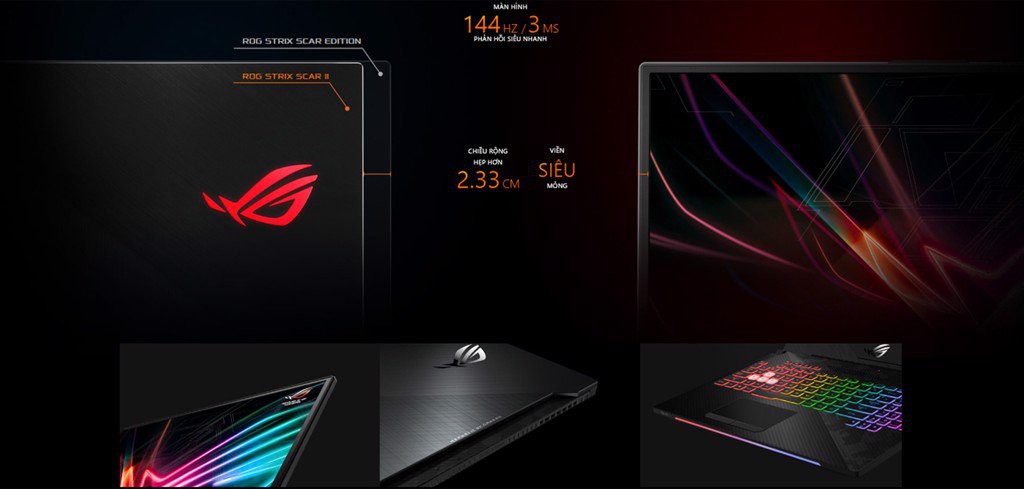 MÀN HÌNH
144 HZ / 3 MS
PHẢN HỒI SIÊU NHANH
ROG STRIX SCAR EDITION
ROG STRIX SCAR II
CHIỀU RỘNG
HẸP HƠN
2.33 CM
VIỀN
SIÊU
MỎNG